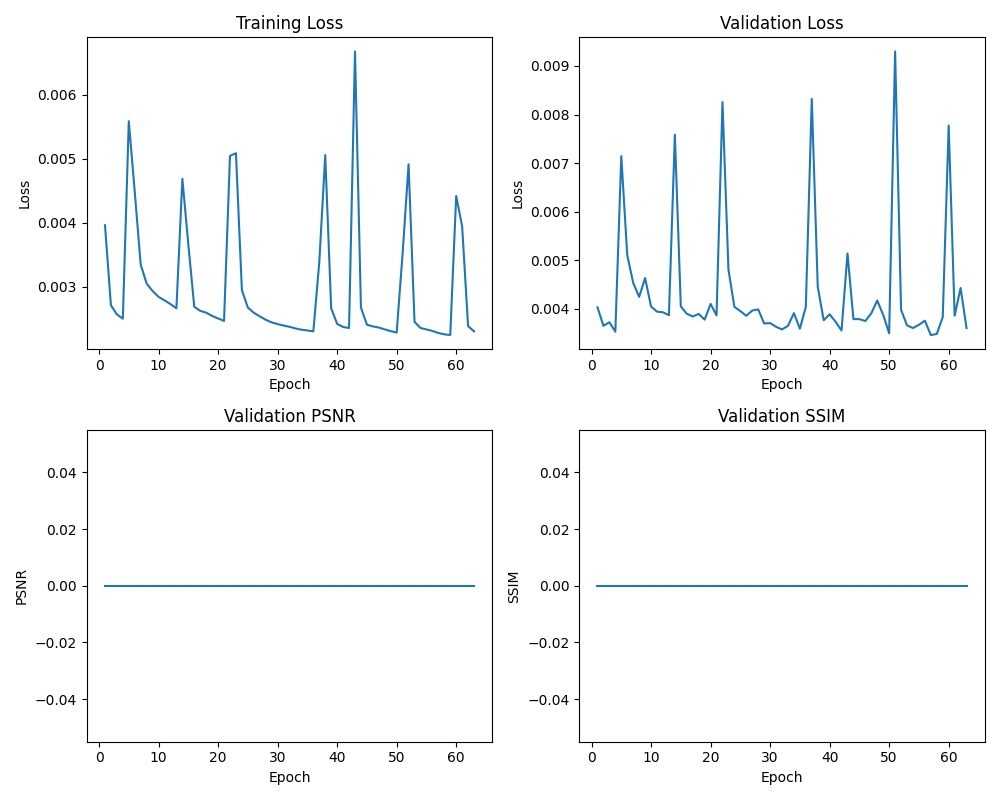 Training Loss
Loss
0.006
0.005
0.004
0.003
0 10 20 30 40 50 60
Epoch
Validation Loss
Loss
0.009
0.008
0.007
0.006
0.005
0.004
0 10 20 30 40 50 60
Epoch
Validation PSNR
PSNR
0.04
0.02
0.00
−0.02
−0.04
0 10 20 30 40 50 60
Epoch
Validation SSIM
SSIM
0.04
0.02
0.00
−0.02
−0.04
0 10 20 30 40 50 60
Epoch